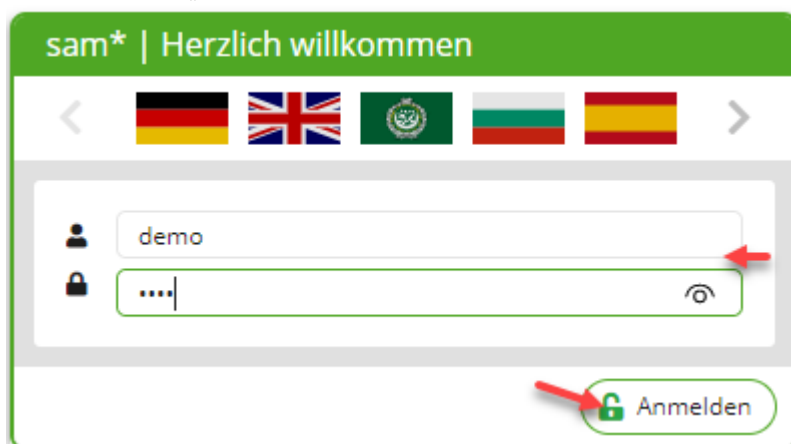 sam* | Herzlich willkommen
demo
••••
Anmelden